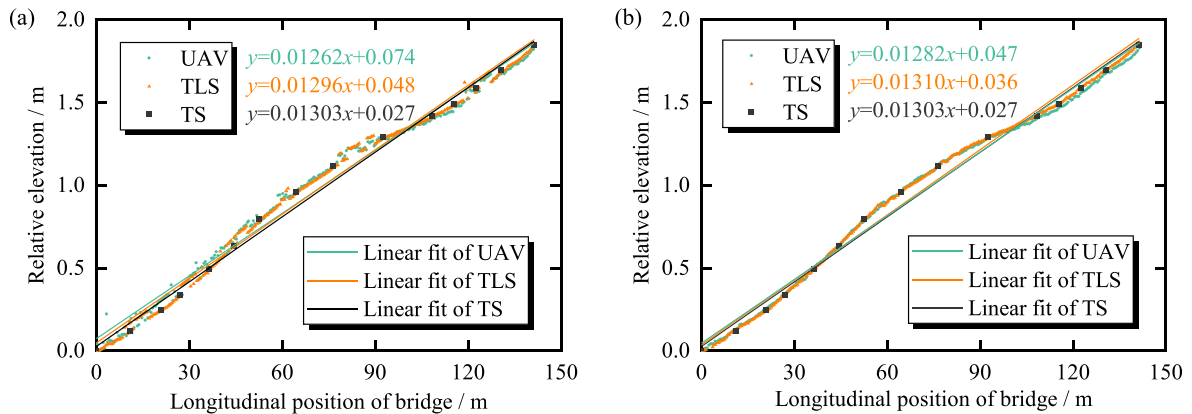 (a)
2.0
1.5
1.0
0.5
0.0
0 30 60 90 120 150
Relative elevation / m
Longitudinal position of bridge / m
UAV
TLS
TS
y=0.01262x+0.074
y=0.01296x+0.048
y=0.01303x+0.027
Linear fit of UAV
Linear fit of TLS
Linear fit of TS
(b)
2.0
1.5
1.0
0.5
0.0
0 30 60 90 120 150
Relative elevation / m
Longitudinal position of bridge / m
UAV
TLS
TS
y=0.01282x+0.047
y=0.01310x+0.036
y=0.01303x+0.027
Linear fit of UAV
Linear fit of TLS
Linear fit of TS